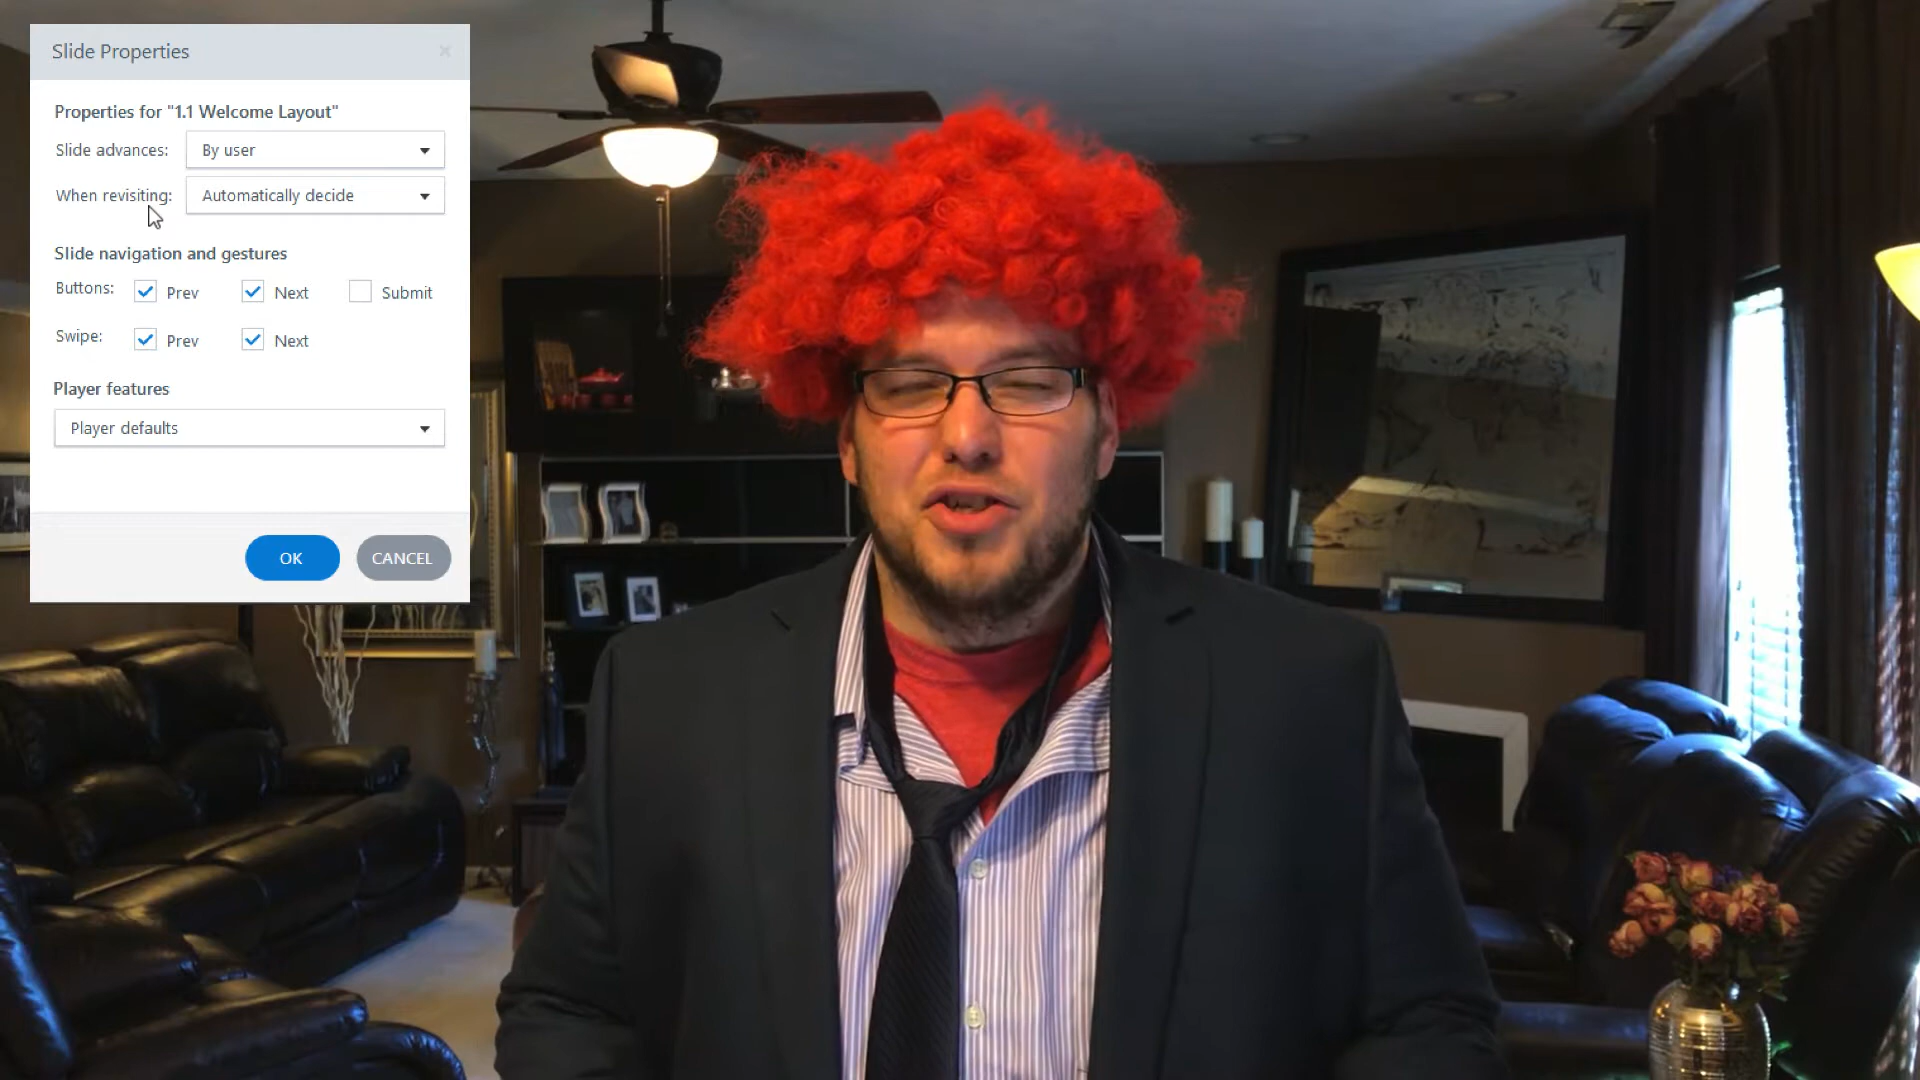 Slide Properties
Properties for "1.1 Welcome Layout"
Slide advances: By user
When revisiting: Automatically decide
Slide navigation and gestures
Buttons: Prev Next Submit
Swipe: Prev Next
Player features
Player defaults
OK CANCEL